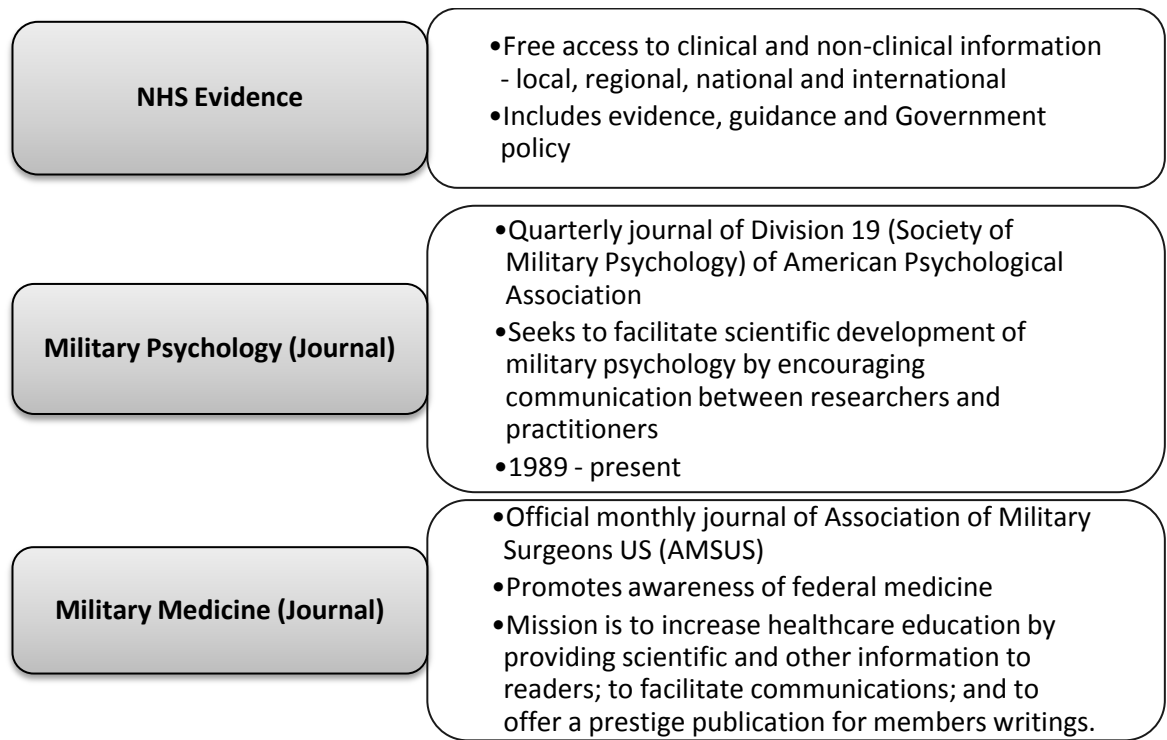 NHS Evidence
•Free access to clinical and non-clinical information
- local, regional, national and international
•Includes evidence, guidance and Government
policy
Military Psychology (Journal)
•Quarterly journal of Division 19 (Society of
Military Psychology) of American Psychological
Association
•Seeks to facilitate scientific development of
military psychology by encouraging
communication between researchers and
practitioners
•1989 - present
Military Medicine (Journal)
•Official monthly journal of Association of Military
Surgeons US (AMSUS)
•Promotes awareness of federal medicine
•Mission is to increase healthcare education by
providing scientific and other information to
readers; to facilitate communications; and to
offer a prestige publication for members writings.